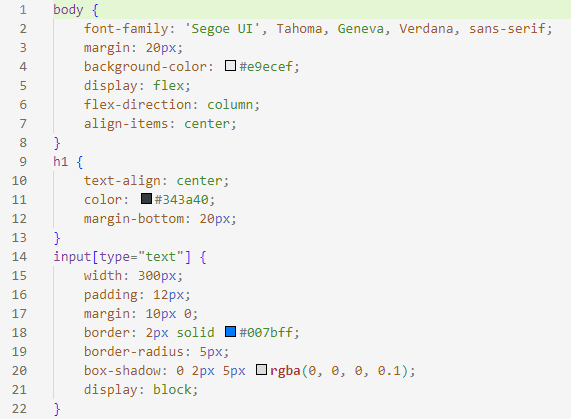 1 body {
2     font-family: 'Segoe UI', Tahoma, Geneva, Verdana, sans-serif;
3     margin: 20px;
4     background-color: #e9ecef;
5     display: flex;
6     flex-direction: column;
7     align-items: center;
8 }
9 h1 {
10     text-align: center;
11     color: #343a40;
12     margin-bottom: 20px;
13 }
14 input[type="text"] {
15     width: 300px;
16     padding: 12px;
17     margin: 10px 0;
18     border: 2px solid #007bff;
19     border-radius: 5px;
20     box-shadow: 0 2px 5px rgba(0, 0, 0, 0.1);
21     display: block;
22 }